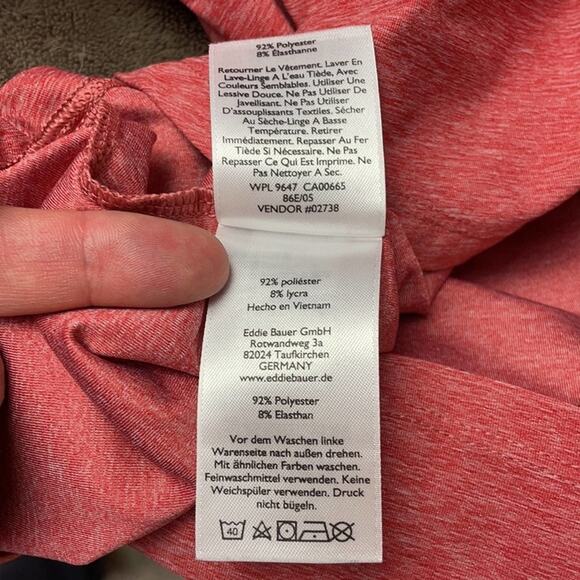 92% Polyester
8% Élasthanne
Retourner Le Vêtement. Laver En
Lave-Linge A L'eau Tiède, Avec
Couleurs Semblables. Utiliser Une
Lessive Douce. Ne Pas Utiliser De
Javeilisant. Ne Pas Utiliser
D'assouplissants Textiles. Sécher
Au Sèche-Linge A Basse
Température. Retirer
Immédiatement. Repasser Au Fer
Tiède Si Nécessaire. Ne Pas
Repasser Ce Qui Est Imprime. Ne
Pas Nettoyer A Sec.
WPL 9647 CA00665
86E/05
VENDOR #02738
92% poliéster
8% lycra
Hecho en Vietnam
Eddie Bauer GmbH
Rotwandweg 3a
82024 Taufkirchen
GERMANY
www.eddiebauer.de
92% Polyester
8% Elasthan
Vor dem Waschen linke
Warenseite nach außen drehen.
Mit ähnlichen Farben waschen.
Feinwaschmittel verwenden. Keine
Weichspüler verwenden. Druck
nicht bügeln.
40